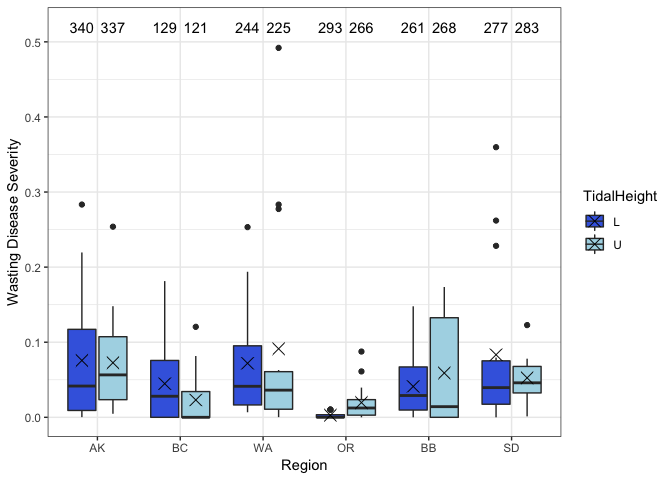 340 337 129 121 244 225 293 266 261 268 277 283
0.5
0.4
0.3
0.2
0.1
0.0
Wasting Disease Severity
AK BC WA OR BB SD
Region
TidalHeight
L
U